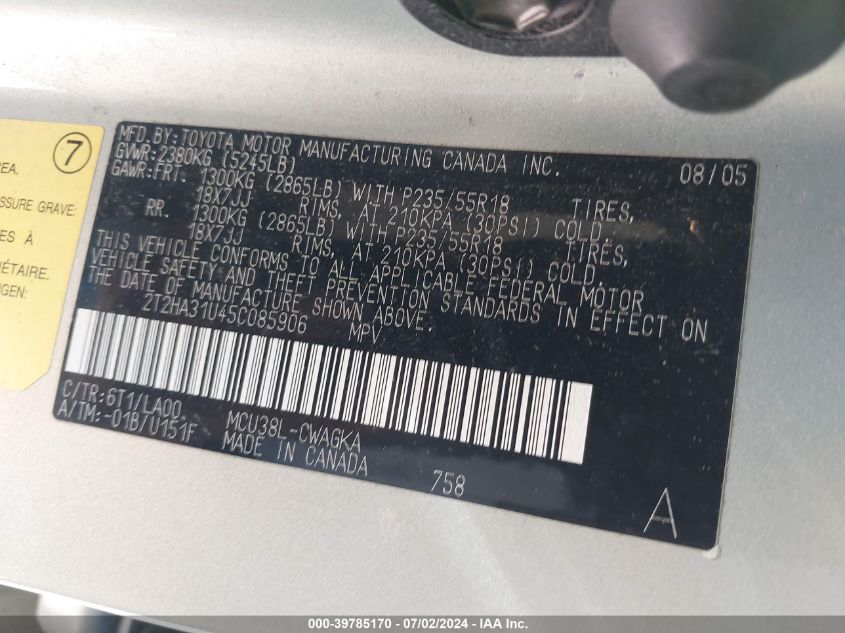 7
EA.
SSURE GRAVE:
ES À
ÉTAIRE.
GEN:
MFD. BY: TOYOTA MOTOR MANUFACTURING CANADA INC. 08/05
GVWR: 2380KG (5245LB)
GAWR: FRT. 1300KG (2865LB) WITH P235/55R18 TIRES,
18X7JJ RIMS, AT 210KPA (30PSI) COLD.
RR. 1300KG (2865LB) WITH P235/55R18 TIRES,
18X7JJ RIMS, AT 210KPA (30PSI) COLD.
THIS VEHICLE CONFORMS TO ALL APPLICABLE FEDERAL MOTOR
VEHICLE SAFETY AND THEFT PREVENTION STANDARDS IN EFFECT ON
THE DATE OF MANUFACTURE SHOWN ABOVE.
2T2HA31U45C085906 MPV
C/TR: 6T1/LA00 MCU38L-CWAGKA
A/TM: -01B/U151F MADE IN CANADA
758 A
000-39785170 - 07/02/2024 - IAA Inc.